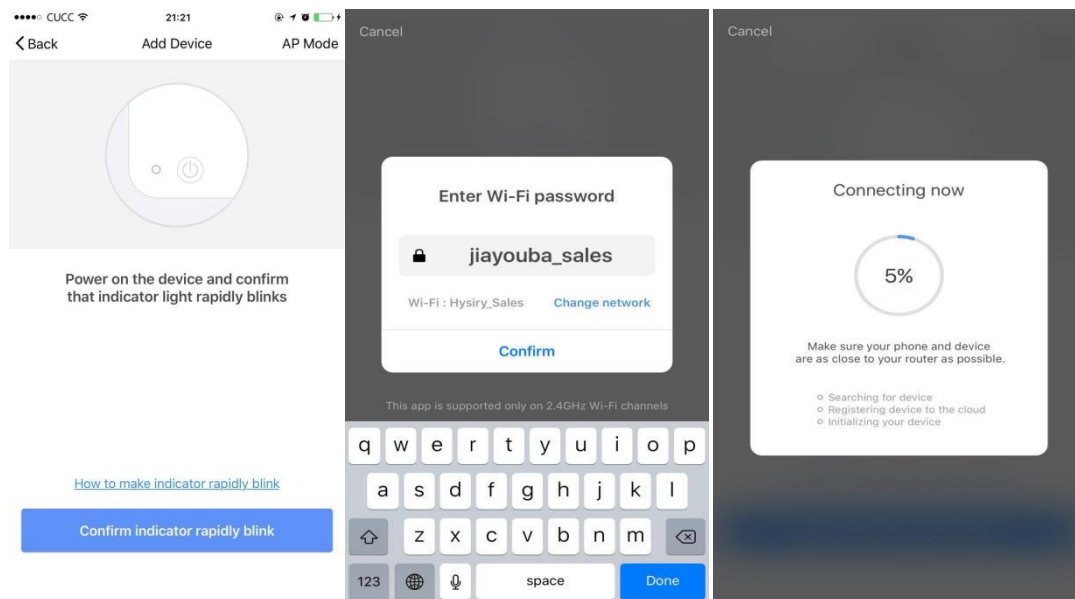 CUCC
21:21
Back
Add Device
AP Mode
Power on the device and confirm
that indicator light rapidly blinks
How to make indicator rapidly blink
Confirm indicator rapidly blink
Cancel
Enter Wi-Fi password
jiayouba_sales
Wi-Fi : Hysiry_Sales
Change network
Confirm
This app is supported only on 2.4GHz Wi-Fi channels
q w e r t y u i o p
a s d f g h j k l
z x c v b n m
123
space
Done
Cancel
Connecting now
5%
Make sure your phone and device
are as close to your router as possible.
Searching for device
Registering device to the cloud
Initializing your device